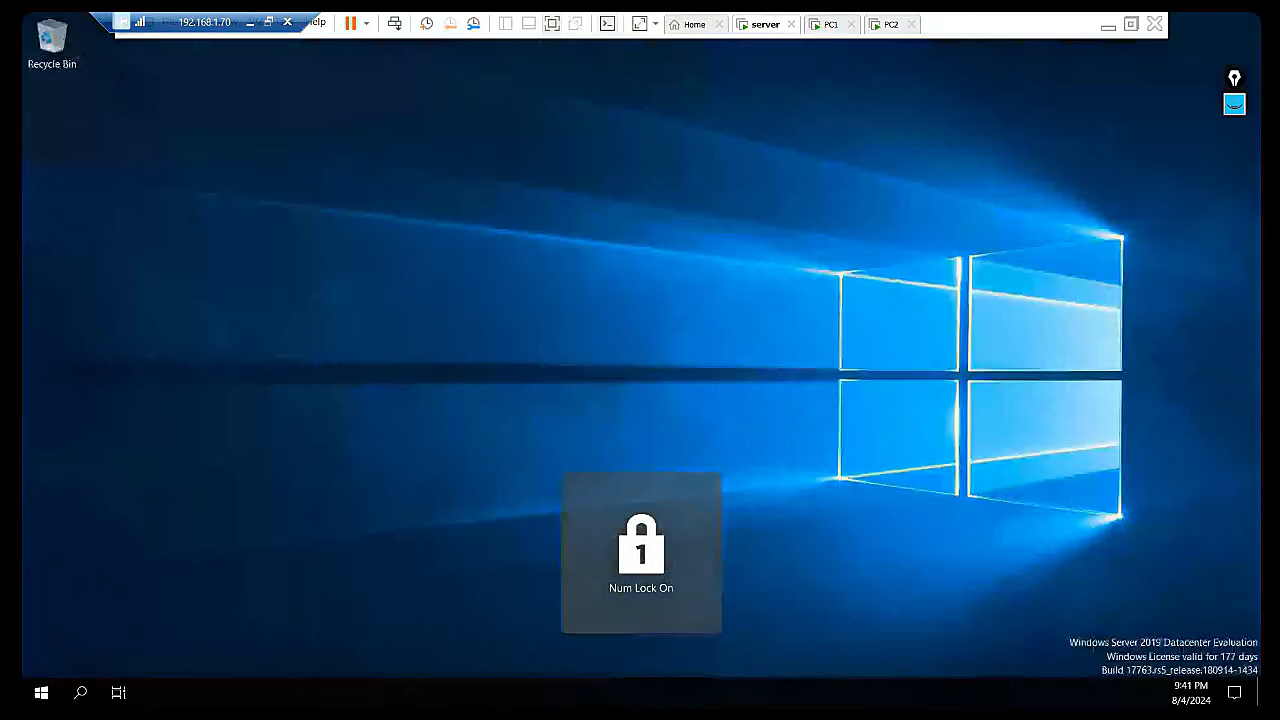 192.168.1.70
lp
Home
server
PC1
PC2
Recycle Bin
1
Num Lock On
Windows Server 2019 Datacenter Evaluation
Windows License valid for 177 days
Build 17763.rs5_release.180914-1434
9:41 PM
8/4/2024